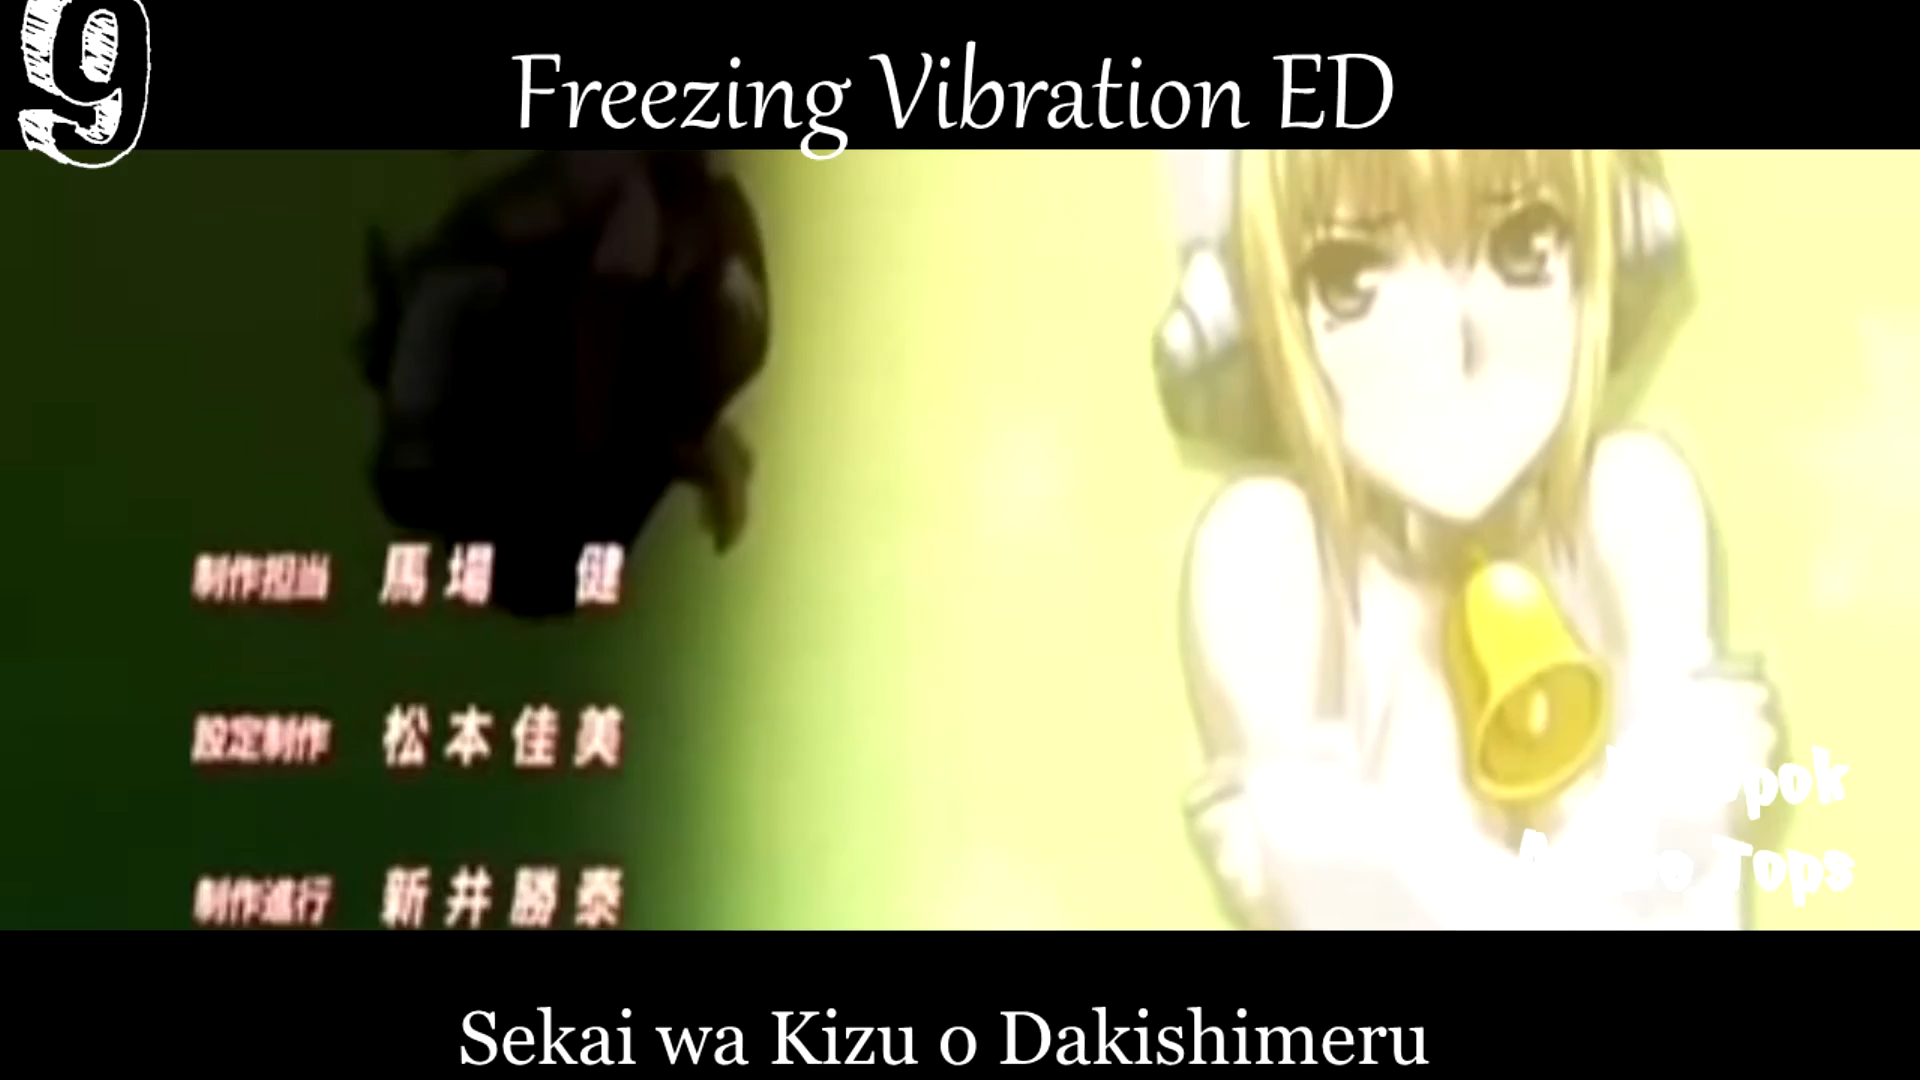 9
Freezing Vibration ED
制作担当 馬場 健
設定制作 松本佳美
制作進行 新井勝泰
Tops
Sekai wa Kizu o Dakishimeru